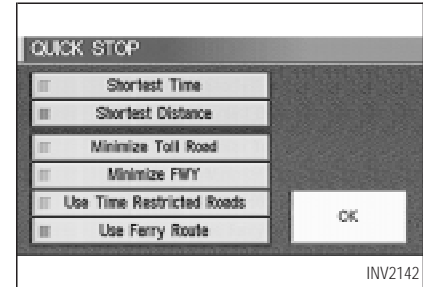 QUICK STOP
Shortest Time
Shortest Distance
Minimize Toll Road
Minimize FWY
Use Time Restricted Roads
Use Ferry Route
OK
INV2142